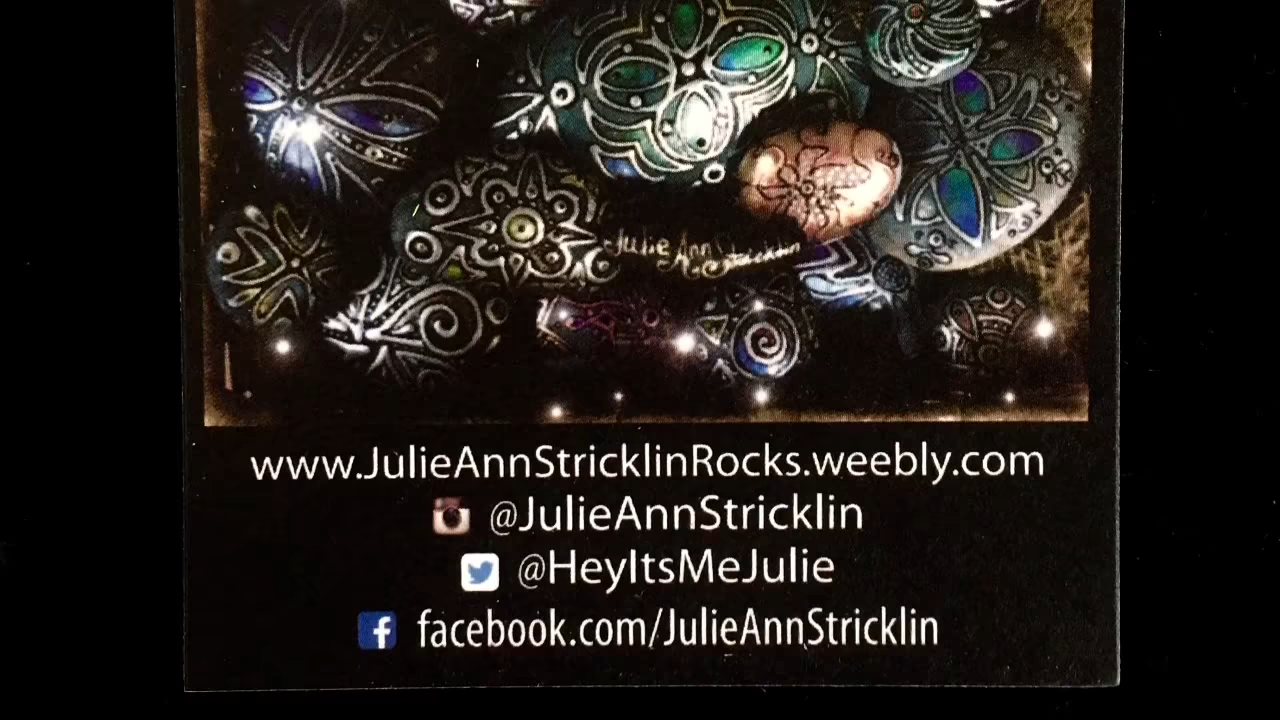 Julie Ann Stricklin
www.JulieAnnStricklinRocks.weebly.com
@JulieAnnStricklin
@HeyItsMeJulie
facebook.com/JulieAnnStricklin